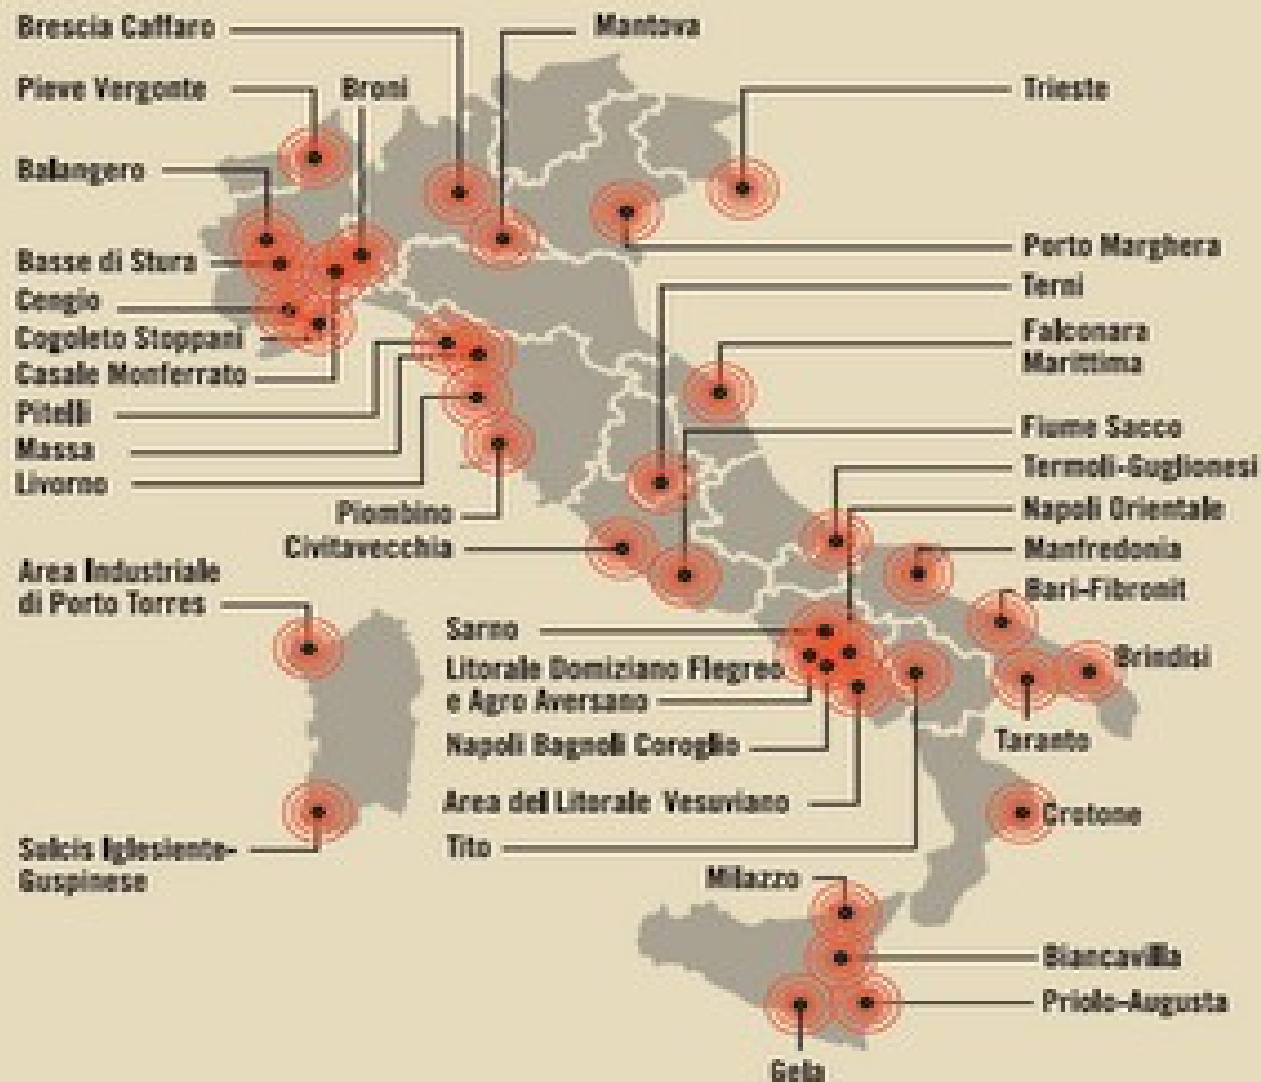 Brescia Caffaro
Mantova
Pieve Vergonte
Broni
Trieste
Balangero
Porto Marghera
Basse di Stura
Terni
Cengio
Cogoleto Stoppani
Falconara
Marittima
Casale Monferrato
Pitelli
Fiume Sacco
Massa
Termoli-Guglionesi
Livorno
Piombino
Napoli Orientale
Civitavecchia
Manfredonia
Area Industriale
di Porto Torres
Bari-Fibronit
Sarno
Brindisi
Litorale Domiziano Flegreo
e Agro Aversano
Taranto
Napoli Bagnoli Coroglio
Area del Litorale Vesuviano
Crotone
Tito
Sulcis Iglesiente-
Guspinese
Milazzo
Biancavilla
Priolo-Augusta
Gela